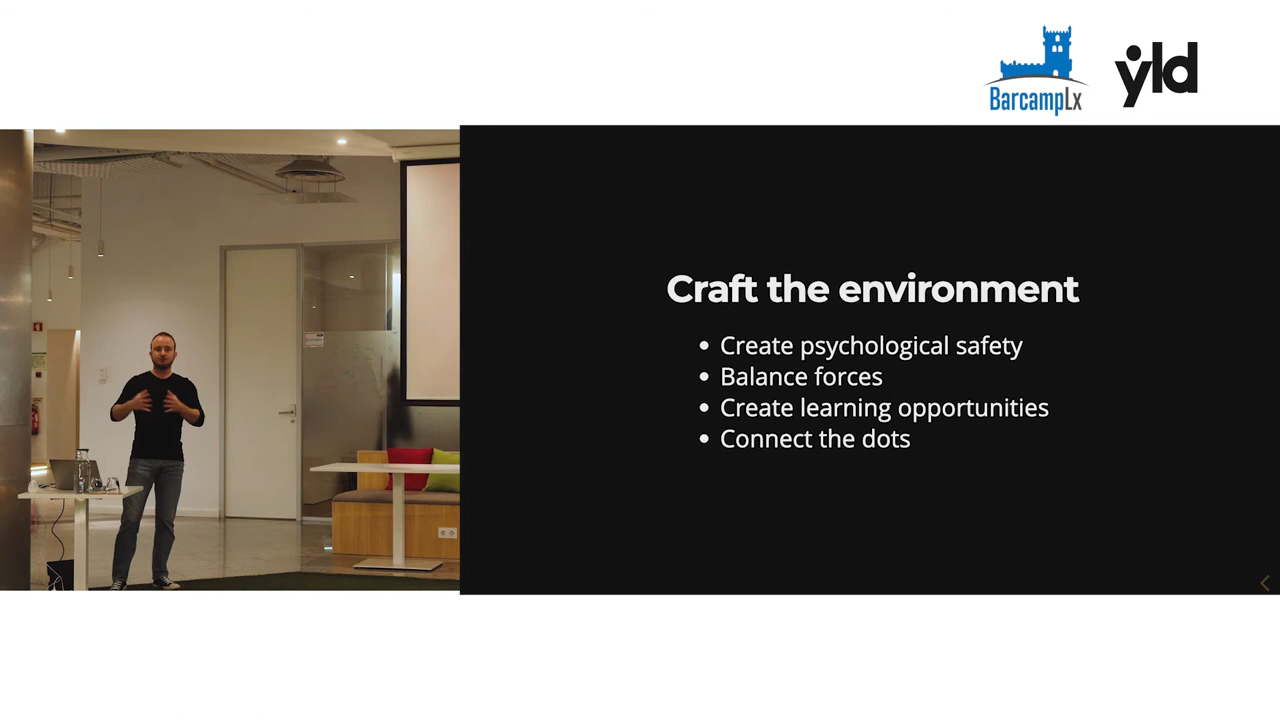 BarcampLx
yld
Craft the environment
• Create psychological safety
• Balance forces
• Create learning opportunities
• Connect the dots